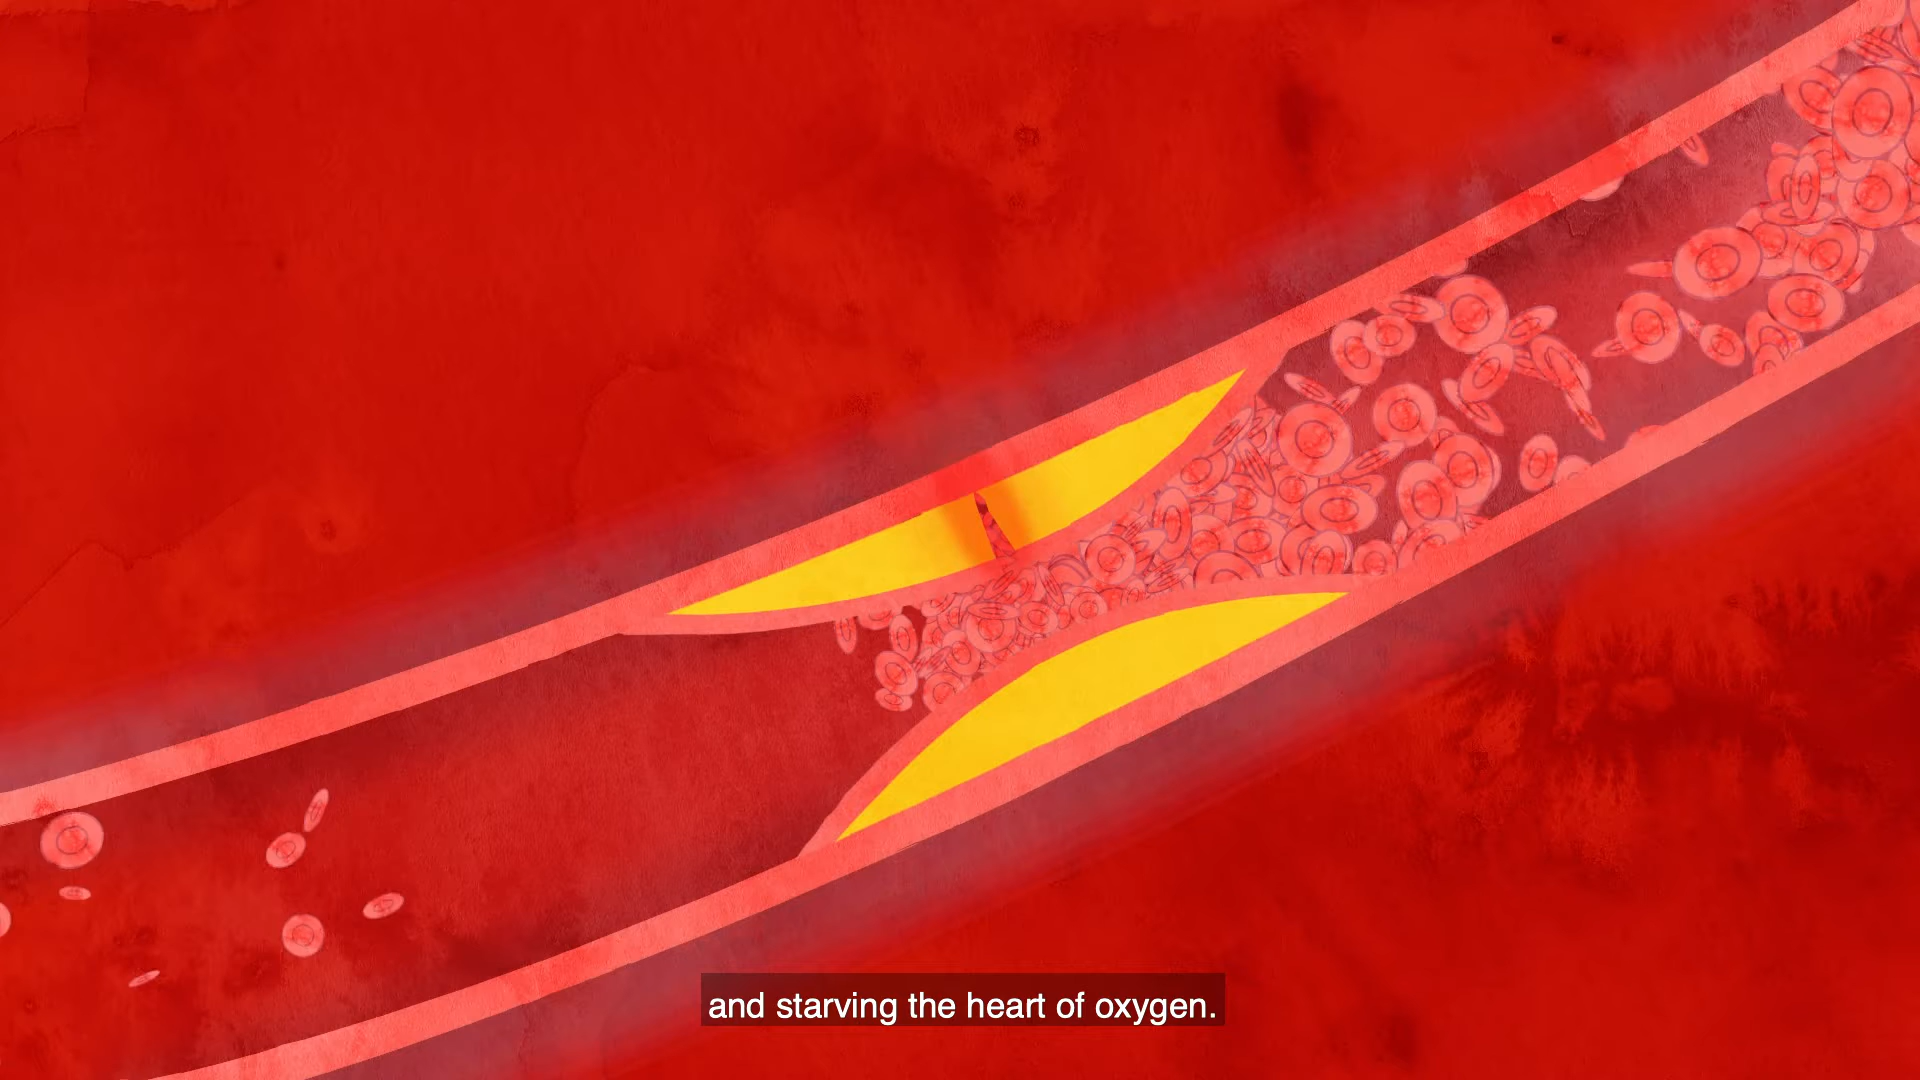 and starving the heart of oxygen.